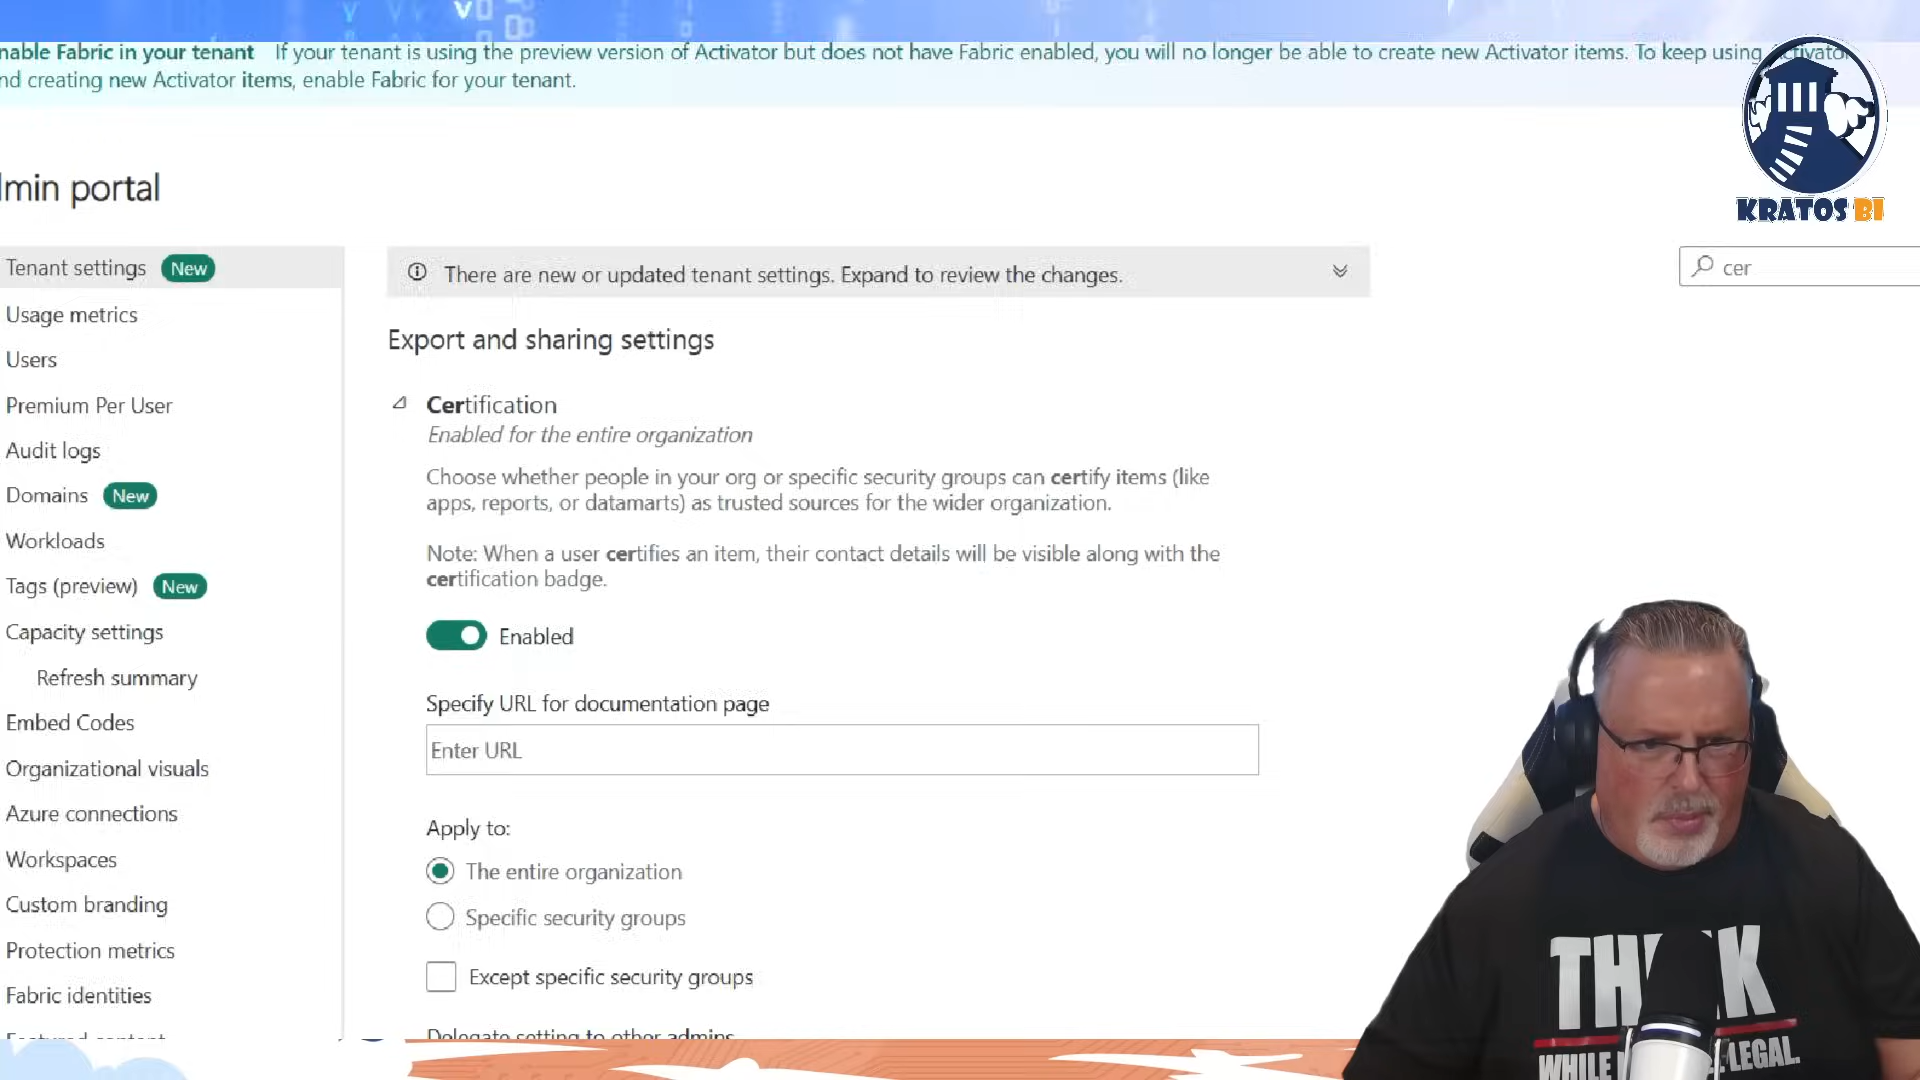 nable Fabric in your tenant If your tenant is using the preview version of Activator but does not have Fabric enabled, you will no longer be able to create new Activator items. To keep using Activator
nd creating new Activator items, enable Fabric for your tenant.
KRATOS BI
min portal
Tenant settings New
Usage metrics
Users
Premium Per User
Audit logs
Domains New
Workloads
Tags (preview) New
Capacity settings
Refresh summary
Embed Codes
Organizational visuals
Azure connections
Workspaces
Custom branding
Protection metrics
Fabric identities
Featured content
There are new or updated tenant settings. Expand to review the changes.
cer
Export and sharing settings
Certification
Enabled for the entire organization
Choose whether people in your org or specific security groups can certify items (like
apps, reports, or datamarts) as trusted sources for the wider organization.
Note: When a user certifies an item, their contact details will be visible along with the
certification badge.
Enabled
Specify URL for documentation page
Enter URL
Apply to:
The entire organization
Specific security groups
Except specific security groups
Delegate setting to other admins
TH K
WHILE LEGAL.